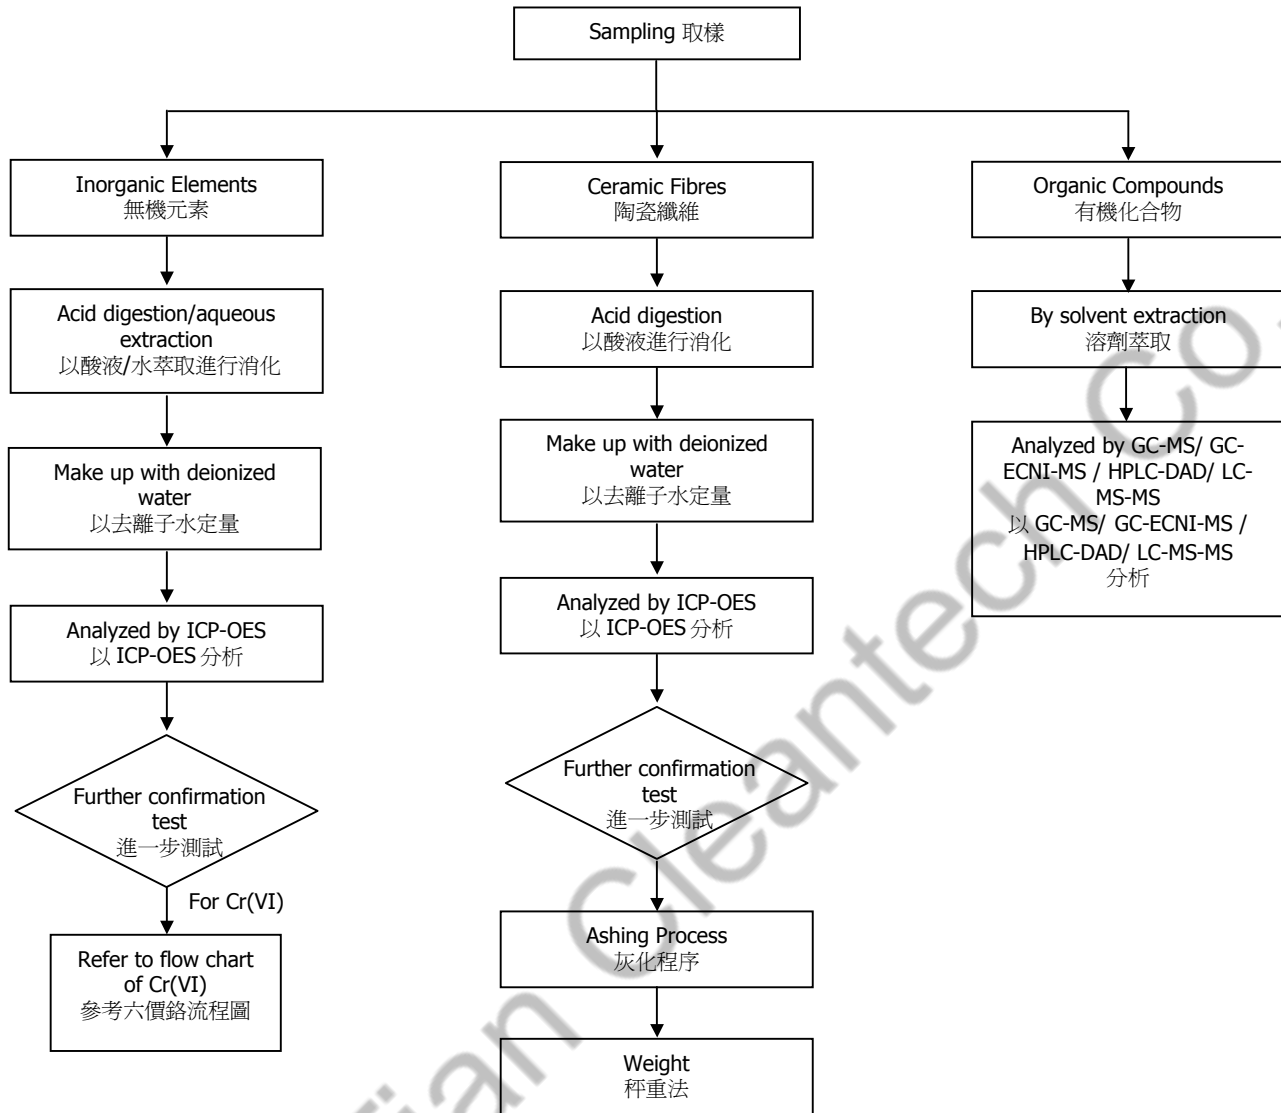 Sampling 取樣
Inorganic Elements
無機元素
Acid digestion/aqueous
extraction
以酸液/水萃取進行消化
Make up with deionized
water
以去離子水定量
Analyzed by ICP-OES
以 ICP-OES 分析
Further confirmation
test
進一步測試
For Cr(VI)
Refer to flow chart
of Cr(VI)
參考六價鉻流程圖
Ceramic Fibres
陶瓷纖維
Acid digestion
以酸液進行消化
Make up with deionized
water
以去離子水定量
Analyzed by ICP-OES
以 ICP-OES 分析
Further confirmation
test
進一步測試
Ashing Process
灰化程序
Weight
秤重法
Organic Compounds
有機化合物
By solvent extraction
溶劑萃取
Analyzed by GC-MS/ GC-
ECNI-MS / HPLC-DAD/ LC-
MS-MS
以 GC-MS/ GC-ECNI-MS /
HPLC-DAD/ LC-MS-MS
分析
Jian Cleantech Co.